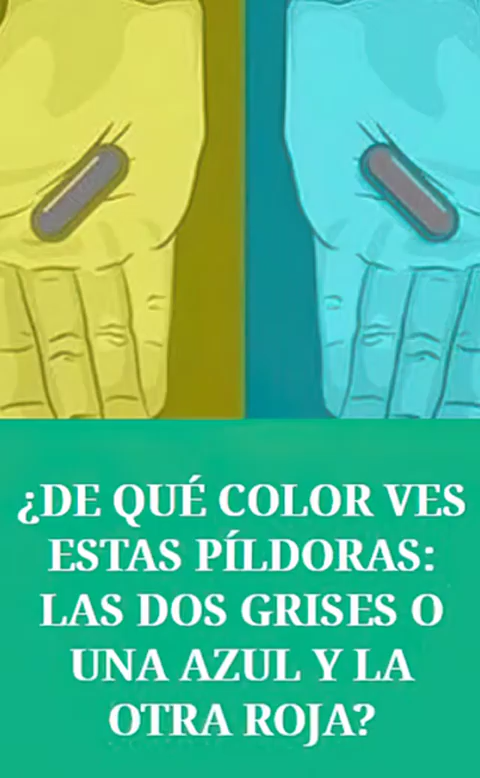 ¿DE QUÉ COLOR VES
ESTAS PÍLDORAS:
LAS DOS GRISES O
UNA AZUL Y LA
OTRA ROJA?